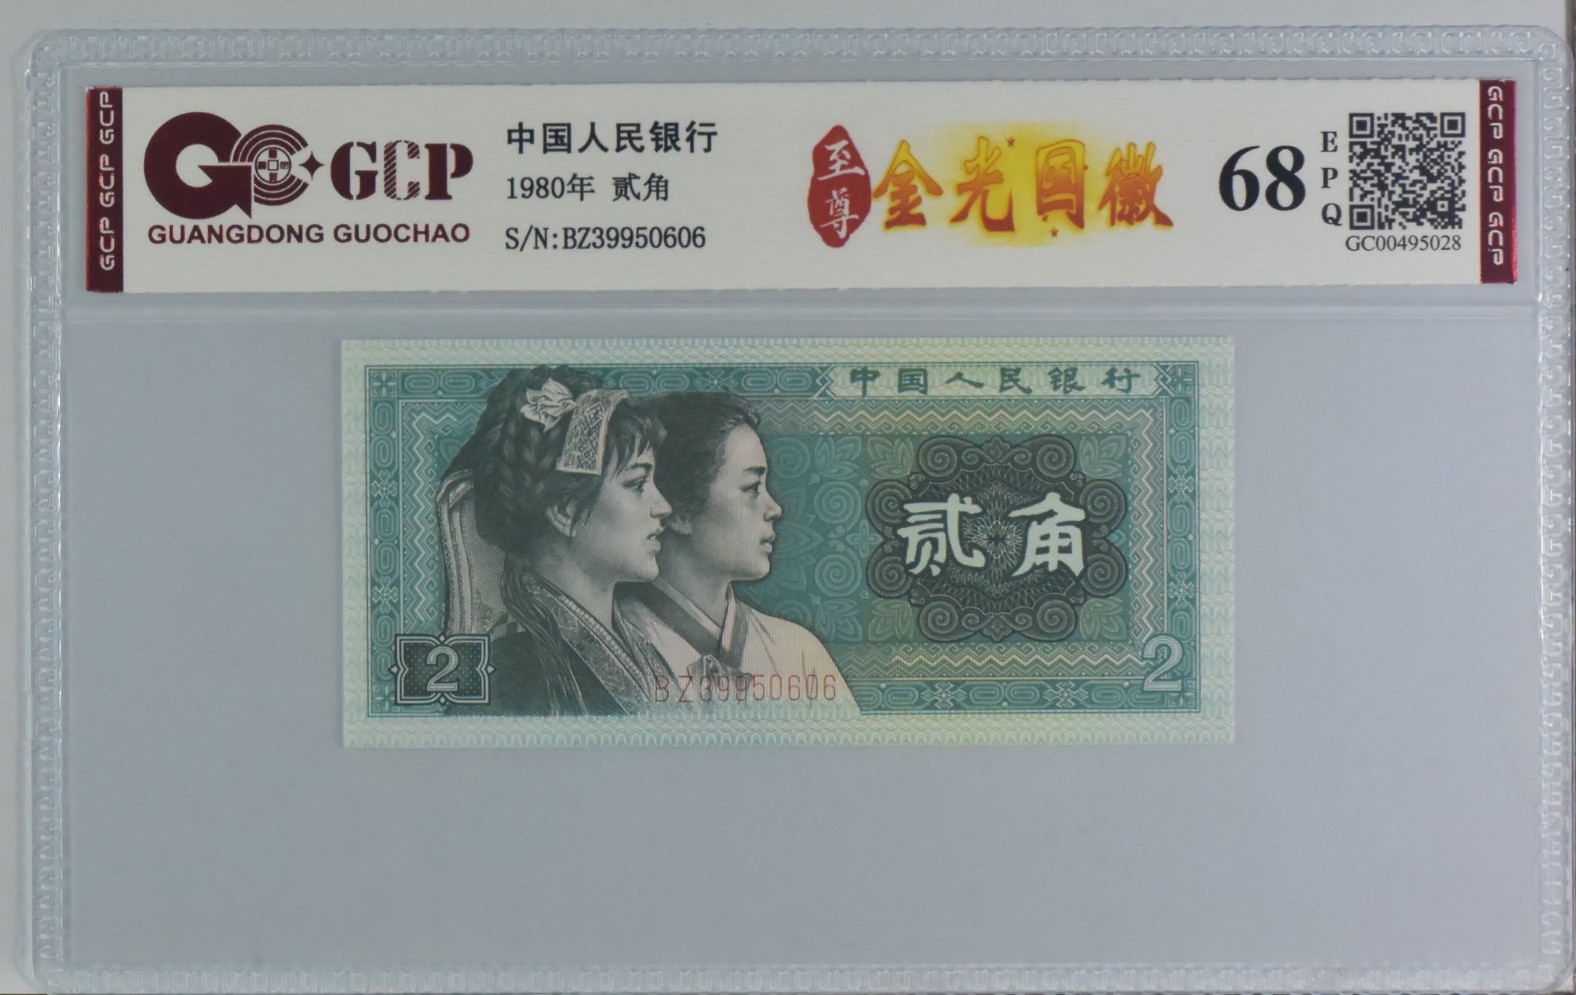 GCP GCP GCP
GCP
GUANGDONG GUOCHAO
中国人民银行
1980年 贰角
S/N:BZ39950606
至尊
金光国徽
68
EPQ
GC00495028
GCP GCP GCP
中国人民银行
贰角
2
2
BZ39950606